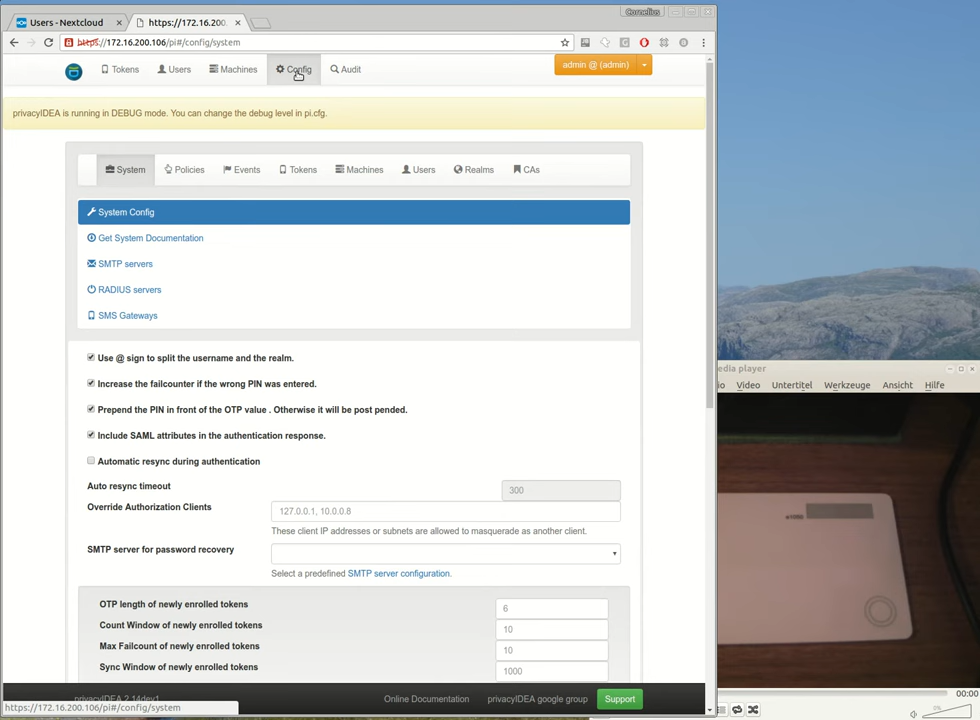 Cornelius
Users - Nextcloud
https://172.16.200.
https://172.16.200.106/pi#/config/system
Tokens
Users
Machines
Config
Audit
admin @ (admin)
privacyIDEA is running in DEBUG mode. You can change the debug level in pi.cfg.
System
Policies
Events
Tokens
Machines
Users
Realms
CAs
System Config
Get System Documentation
SMTP servers
RADIUS servers
SMS Gateways
Use @ sign to split the username and the realm.
Increase the failcounter if the wrong PIN was entered.
Prepend the PIN in front of the OTP value . Otherwise it will be post pended.
Include SAML attributes in the authentication response.
Automatic resync during authentication
Auto resync timeout
300
Override Authorization Clients
127.0.0.1, 10.0.0.8
These client IP addresses or subnets are allowed to masquerade as another client.
SMTP server for password recovery
Select a predefined SMTP server configuration.
OTP length of newly enrolled tokens
6
Count Window of newly enrolled tokens
10
Max Failcount of newly enrolled tokens
10
Sync Window of newly enrolled tokens
1000
privacyIDEA 2.14dev1
Online Documentation
privacyIDEA google group
Support
https://172.16.200.106/pi#/config/system
edia player
io Video Untertitel Werkzeuge Ansicht Hilfe
00:00
0%